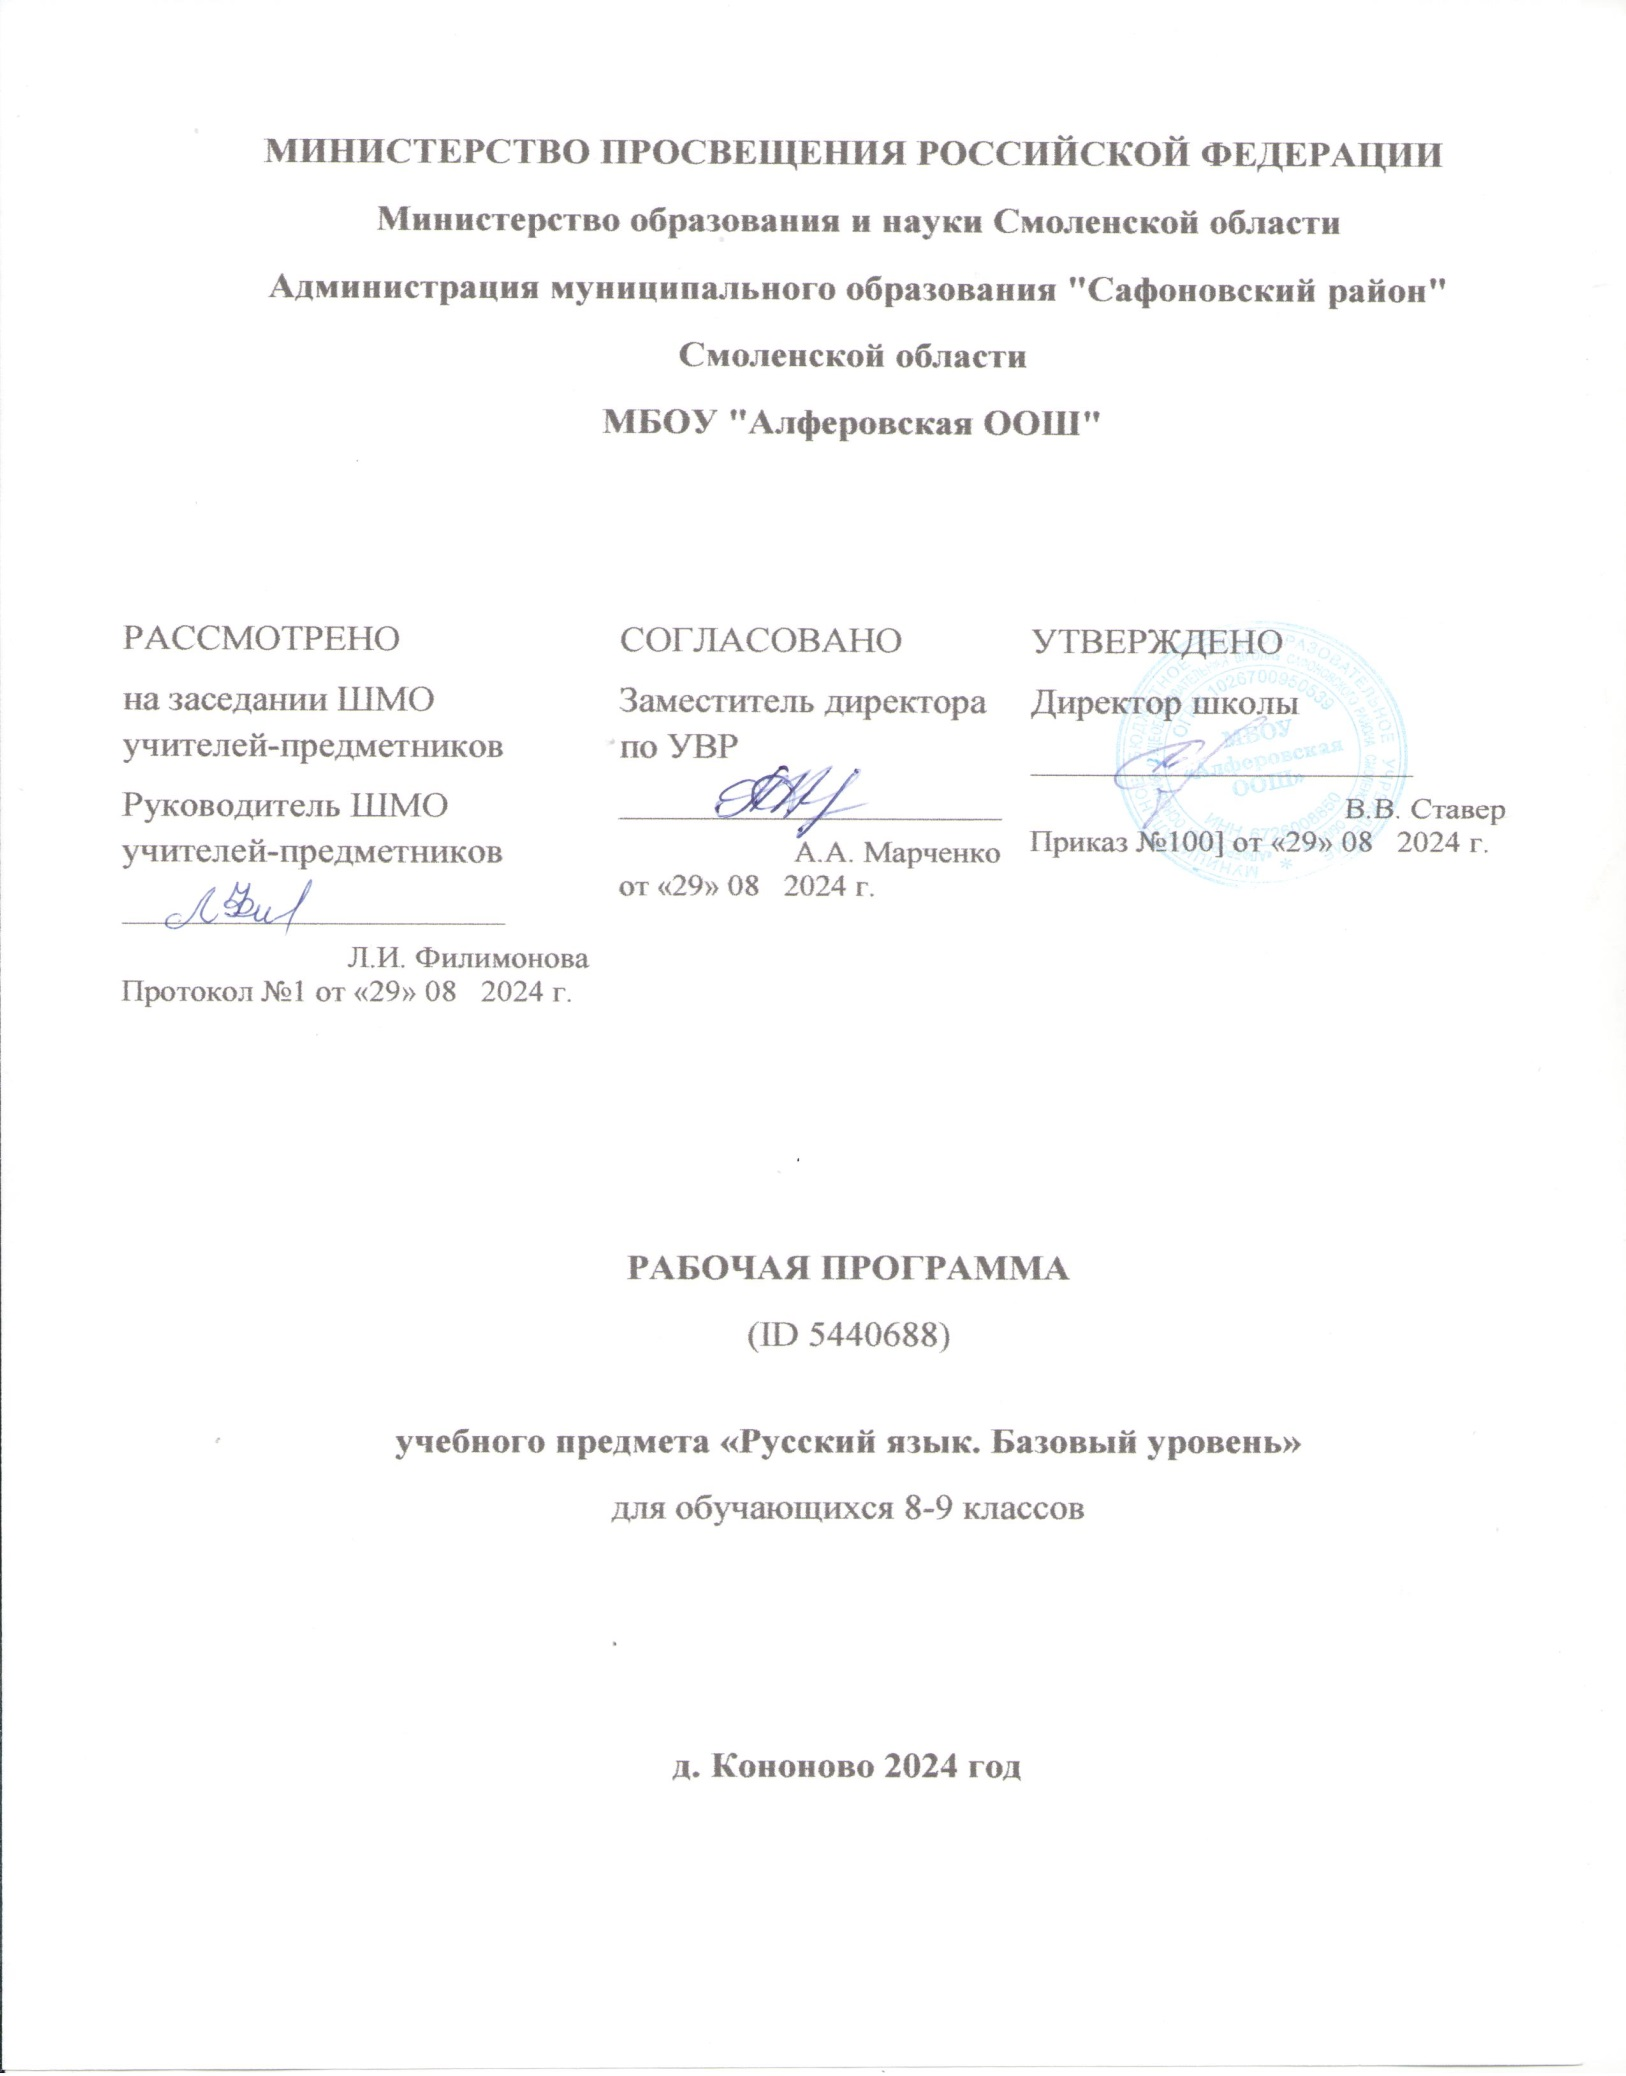 МИНИСТЕРСТВО ПРОСВЕЩЕНИЯ РОССИЙСКОЙ ФЕДЕРАЦИИ
Министерство образования и науки Смоленской области
Администрация муниципального образования "Сафоновский район"
Смоленской области
МБОУ "Алферовская ООШ"
РАССМОТРЕНО
на заседании ШМО
учителей-предметников
Руководитель ШМО
учителей-предметников
Л.И. Филимонова
Протокол №1 от «29» 08 2024 г.
СОГЛАСОВАНО
Заместитель директора
по УВР
А.А. Марченко
от «29» 08 2024 г.
УТВЕРЖДЕНО
Директор школы
В.В. Ставер
Приказ №100] от «29» 08 2024 г.
МБОУ
«Алферовская
ООШ»
РАБОЧАЯ ПРОГРАММА
(ID 5440688)
учебного предмета «Русский язык. Базовый уровень»
для обучающихся 8-9 классов
д. Кононово 2024 год